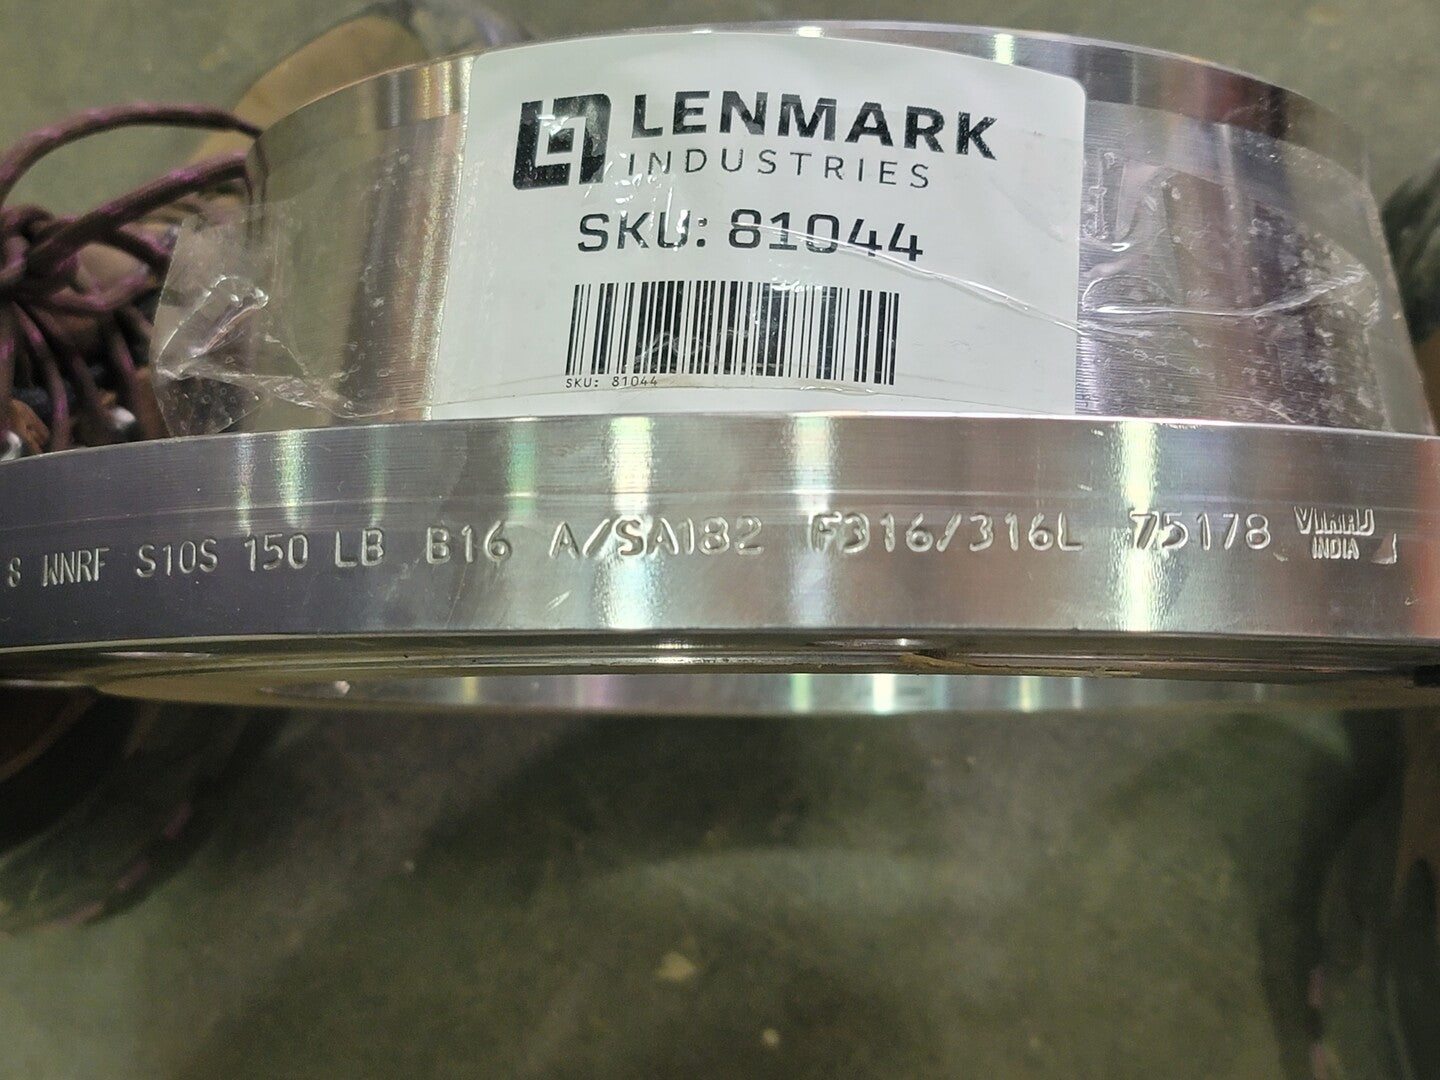 LENMARK
INDUSTRIES
SKU: 81044
SKU: 81044
8 WNRF S10S 150 LB B16 A/SA182 F316/316L 75178
INDIA